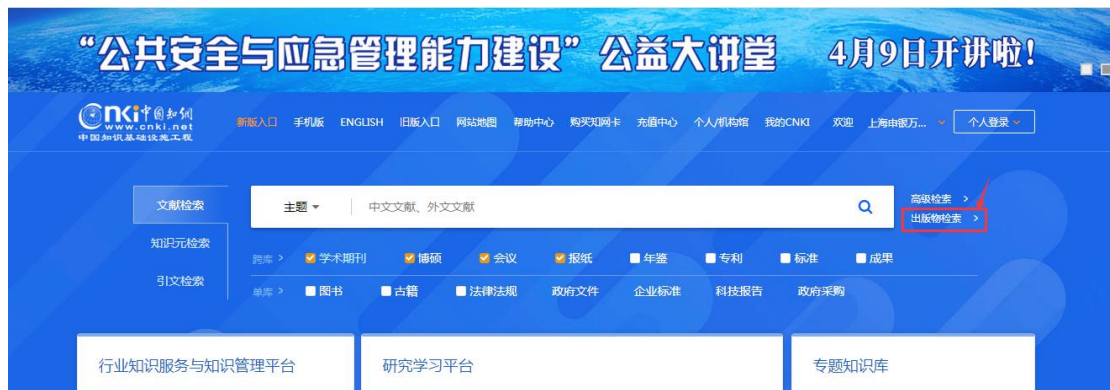 “公共安全与应急管理能力建设”公益大讲堂 4月9日开讲啦!
cnki中国知网
www.cnki.net
中国知识基础设施工程
新版入口 手机版 ENGLISH 旧版入口 网站地图 帮助中心 购买知网卡 充值中心 个人/机构馆 我的CNKI 欢迎 上海申银万... 个人登录
文献检索 主题 中文文献、外文文献 高级检索 >
出版物检索 >
知识元检索
跨库 > 学术期刊 博硕 会议 报纸 年鉴 专利 标准 成果
引文检索
单库 > 图书 古籍 法律法规 政府文件 企业标准 科技报告 政府采购
行业知识服务与知识管理平台 研究学习平台 专题知识库